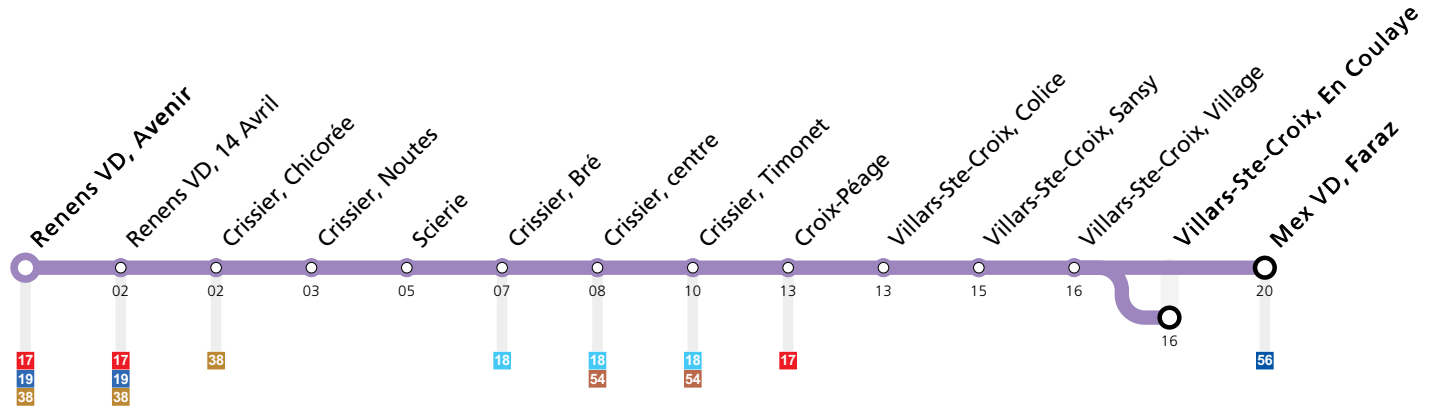 Renens VD, Avenir
Renens VD, 14 Avril
Crissier, Chicorée
Crissier, Noutes
Scierie
Crissier, Bré
Crissier, centre
Crissier, Timonet
Croix-Péage
Villars-Ste-Croix, Colice
Villars-Ste-Croix, Sansy
Villars-Ste-Croix, Village
Villars-Ste-Croix, En Coulaye
Mex VD, Faraz
02 02 03 05 07 08 10 13 13 15 16 20
16
17 17 38 18 18 18 17 56
19 19 54 54
38 38